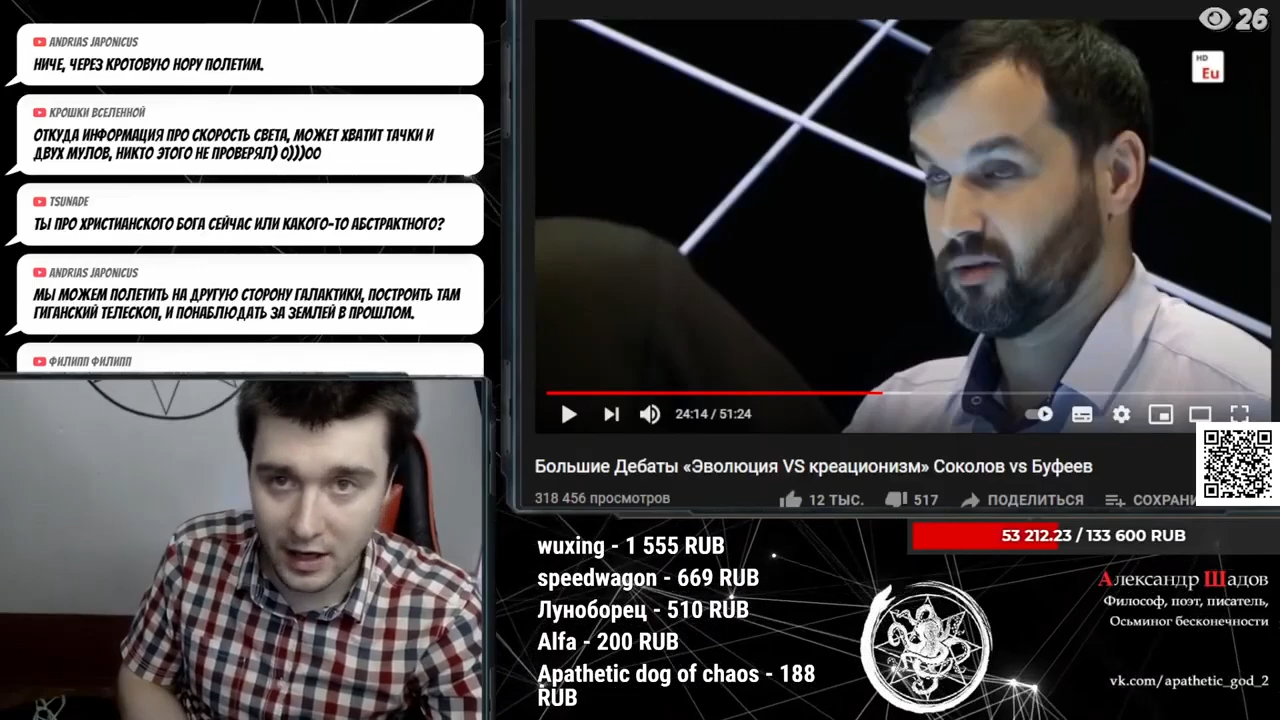 ANDRIAS JAPONICUS
НИЧЕ, ЧЕРЕЗ КРОТОВУЮ НОРУ ПОЛЕТИМ.
КРОШКИ ВСЕЛЕННОЙ
ОТКУДА ИНФОРМАЦИЯ ПРО СКОРОСТЬ СВЕТА, МОЖЕТ ХВАТИТ ТАЧКИ И
ДВУХ МУЛОВ, НИКТО ЭТОГО НЕ ПРОВЕРЯЛ) О)))ОО
TSUNADE
ТЫ ПРО ХРИСТИАНСКОГО БОГА СЕЙЧАС ИЛИ КАКОГО-ТО АБСТРАКТНОГО?
ANDRIAS JAPONICUS
МЫ МОЖЕМ ПОЛЕТИТЬ НА ДРУГУЮ СТОРОНУ ГАЛАКТИКИ, ПОСТРОИТЬ ТАМ
ГИГАНСКИЙ ТЕЛЕСКОП, И ПОНАБЛЮДАТЬ ЗА ЗЕМЛЕЙ В ПРОШЛОМ.
ФИЛИПП ФИЛИПП
26
HD
Eu
24:14 / 51:24
Большие Дебаты «Эволюция VS креационизм» Соколов vs Буфеев
318 456 просмотров
12 ТЫС.
517
ПОДЕЛИТЬСЯ
СОХРАНИ
53 212.23 / 133 600 RUB
wuxing - 1 555 RUB
speedwagon - 669 RUB
Луноборец - 510 RUB
Alfa - 200 RUB
Apathetic dog of chaos - 188
RUB
Александр Шадов
Философ, поэт, писатель,
Осьминог бесконечности
vk.com/apathetic_god_2